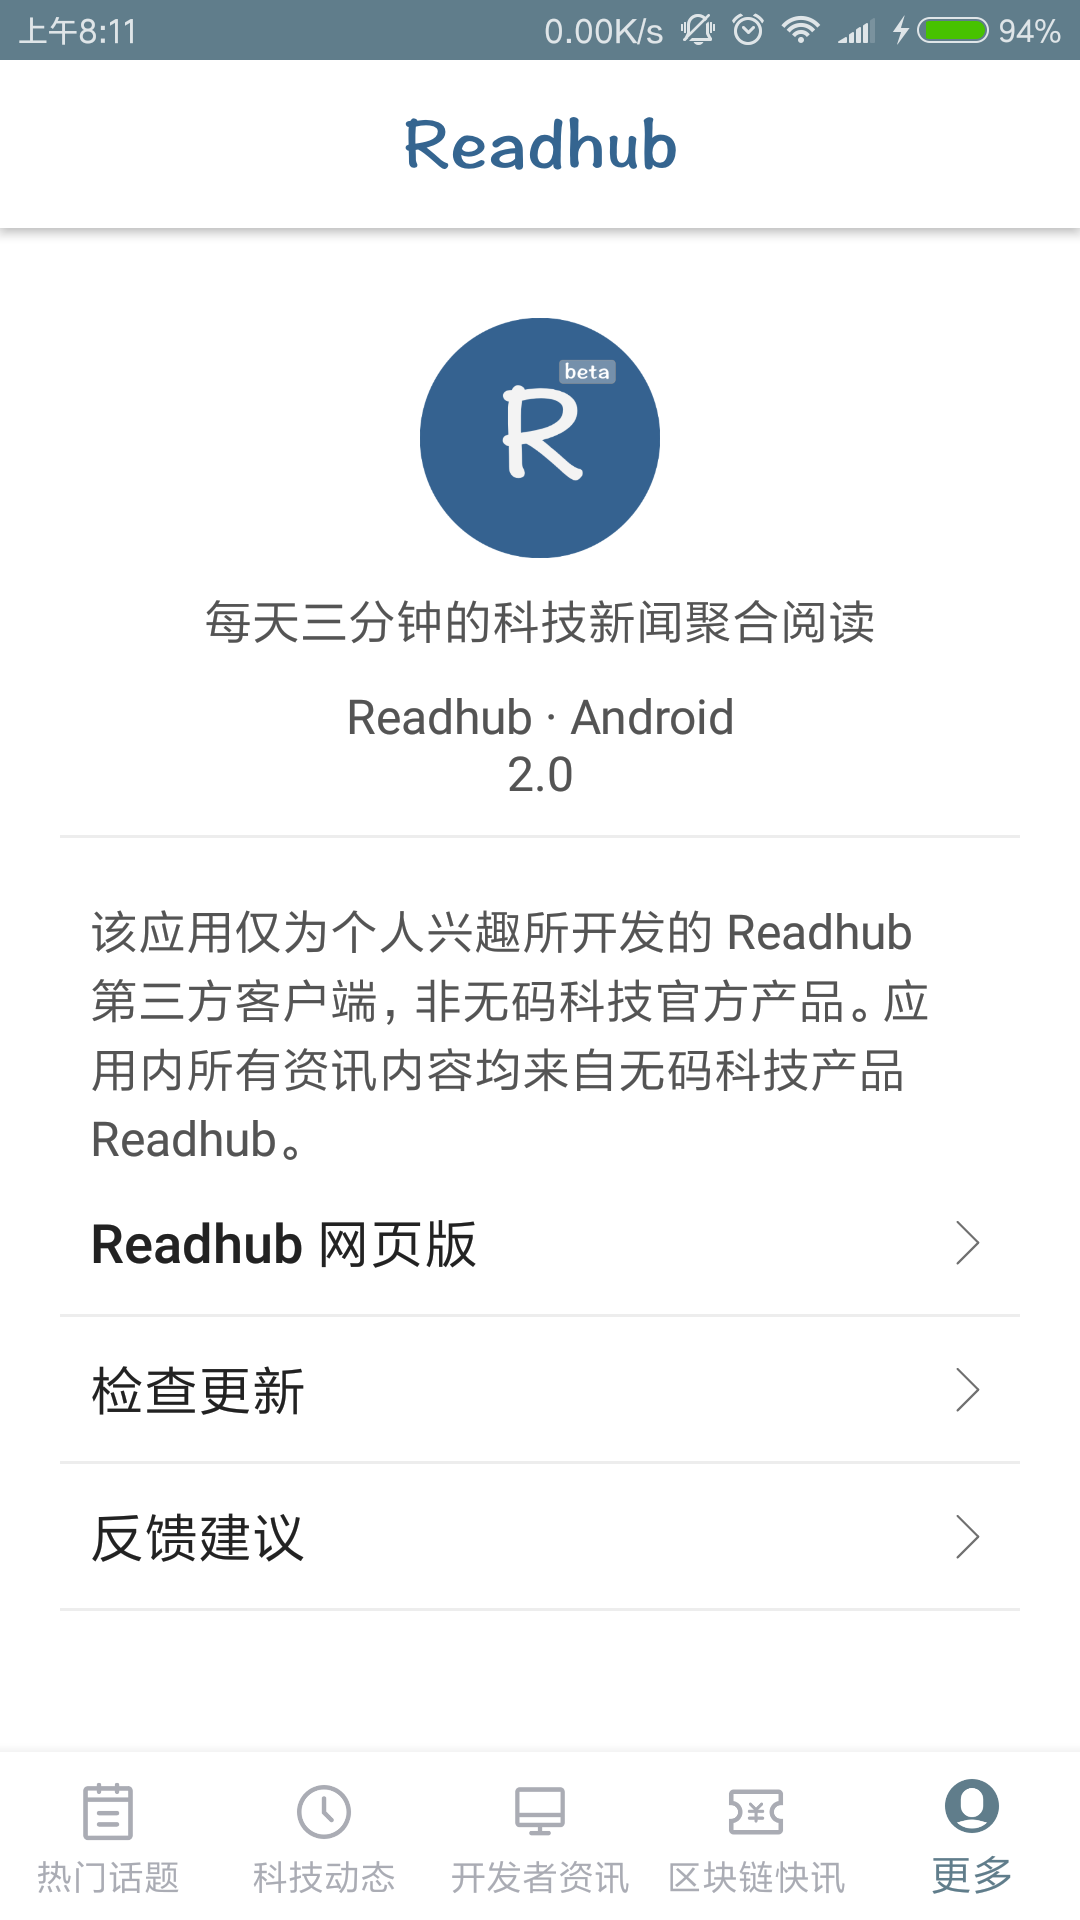 上午8:11 0.00K/s 94%
Readhub
beta
R
每天三分钟的科技新闻聚合阅读
Readhub · Android
2.0
该应用仅为个人兴趣所开发的 Readhub
第三方客户端，非无码科技官方产品。应
用内所有资讯内容均来自无码科技产品
Readhub。
Readhub 网页版
检查更新
反馈建议
热门话题 科技动态 开发者资讯 区块链快讯 更多